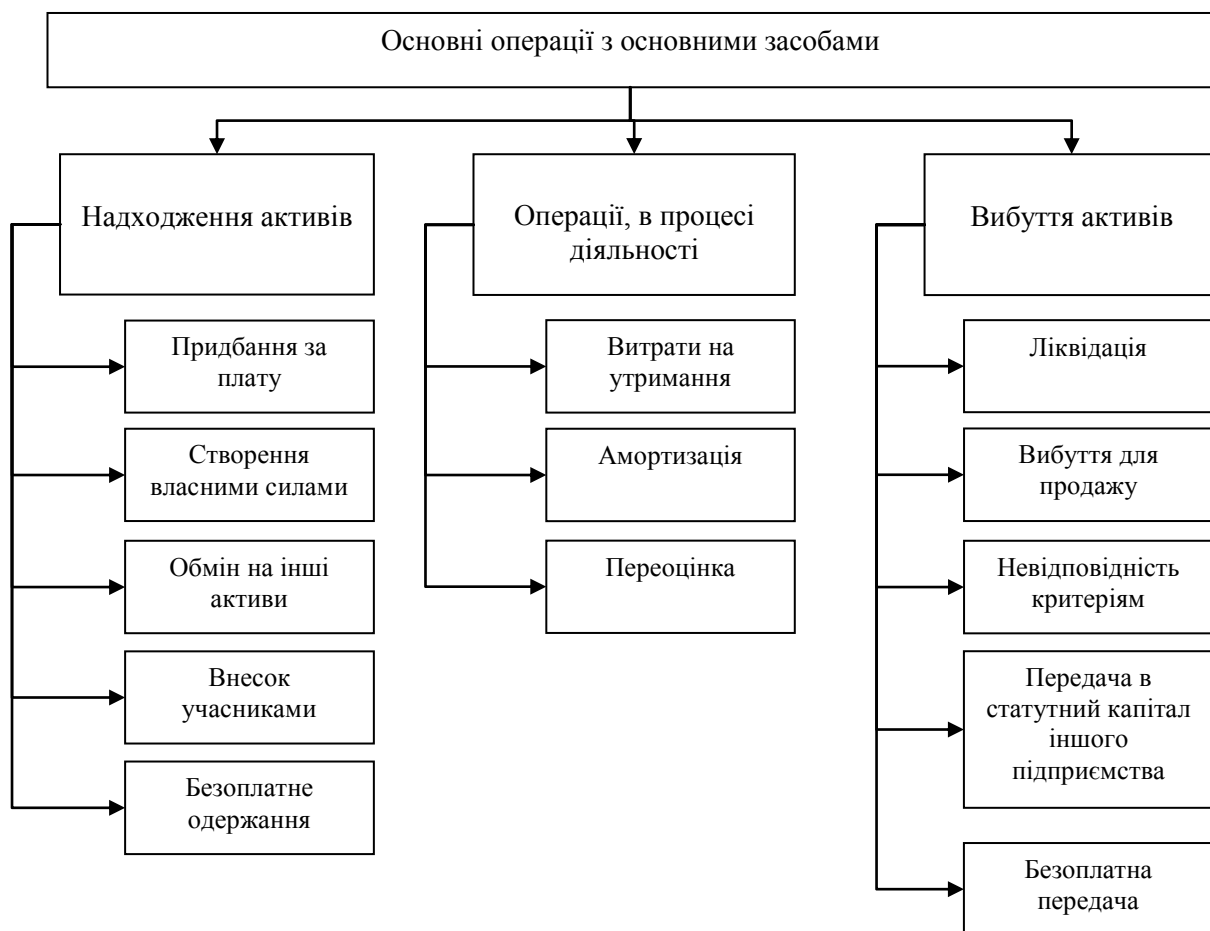 Основні операції з основними засобами
Надходження активів
Операції, в процесі
діяльності
Вибуття активів
Придбання за
плату
Створення
власними силами
Обмін на інші
активи
Внесок
учасниками
Безоплатне
одержання
Витрати на
утримання
Амортизація
Переоцінка
Ліквідація
Вибуття для
продажу
Невідповідність
критеріям
Передача в
статутний капітал
іншого
підприємства
Безоплатна
передача